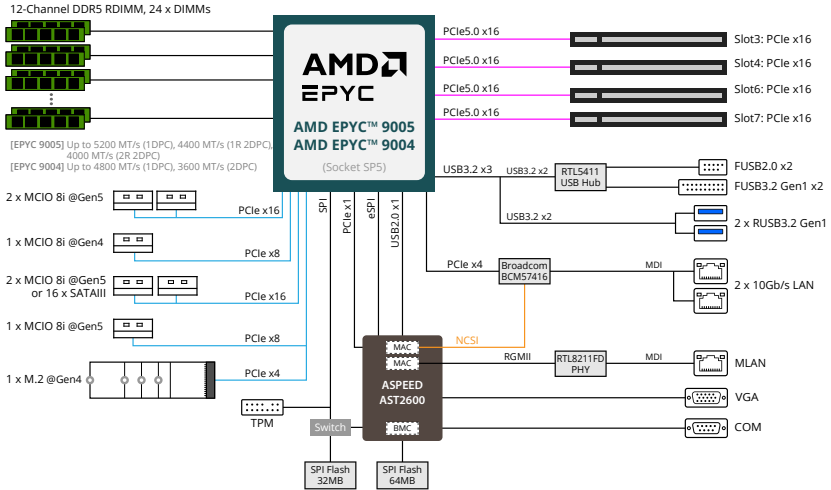 12-Channel DDR5 RDIMM, 24 x DIMMs
[EPYC 9005] Up to 5200 MT/s (1DPC), 4400 MT/s (1R 2DPC),
4000 MT/s (2R 2DPC)
[EPYC 9004] Up to 4800 MT/s (1DPC), 3600 MT/s (2DPC)
AMD
EPYC
AMD EPYC™ 9005
AMD EPYC™ 9004
(Socket SP5)
PCIe5.0 x16
Slot3: PCIe x16
PCIe5.0 x16
Slot4: PCIe x16
PCIe5.0 x16
Slot6: PCIe x16
PCIe5.0 x16
Slot7: PCIe x16
USB3.2 x3
USB3.2 x2
RTL5411
USB Hub
FUSB2.0 x2
FUSB3.2 Gen1 x2
USB3.2 x2
2 x RUSB3.2 Gen1
2 x MCIO 8i @Gen5
PCIe x16
1 x MCIO 8i @Gen4
PCIe x8
2 x MCIO 8i @Gen5
or 16 x SATAIII
PCIe x16
1 x MCIO 8i @Gen5
PCIe x8
1 x M.2 @Gen4
PCIe x4
SPI
PCIe x1
eSPI
USB2.0 x1
PCIe x4
Broadcom
BCM57416
MDI
2 x 10Gb/s LAN
NCSI
MAC
MAC
ASPEED
AST2600
BMC
RGMII
RTL8211FD
PHY
MDI
MLAN
VGA
COM
TPM
Switch
SPI Flash
32MB
SPI Flash
64MB